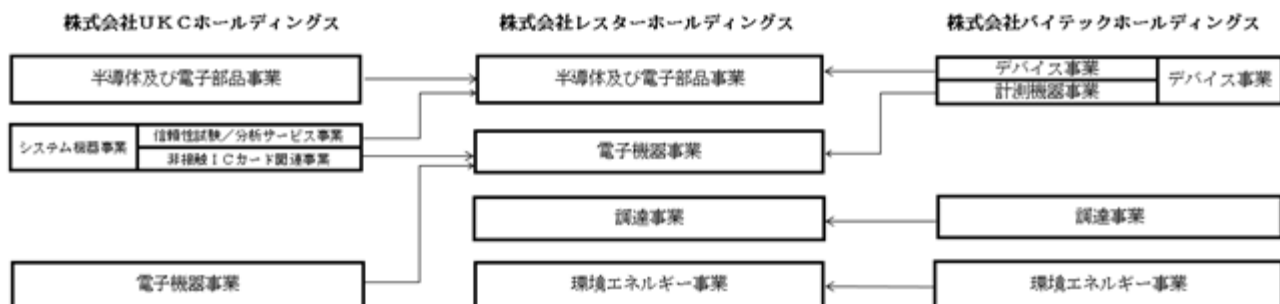 株式会社UKCホールディングス
株式会社レスターホールディングス
株式会社バイテックホールディングス
半導体及び電子部品事業
半導体及び電子部品事業
デバイス事業
計測機器事業
デバイス事業
システム機器事業
信頼性試験／分析サービス事業
非接触ICカード関連事業
電子機器事業
調達事業
調達事業
電子機器事業
環境エネルギー事業
環境エネルギー事業